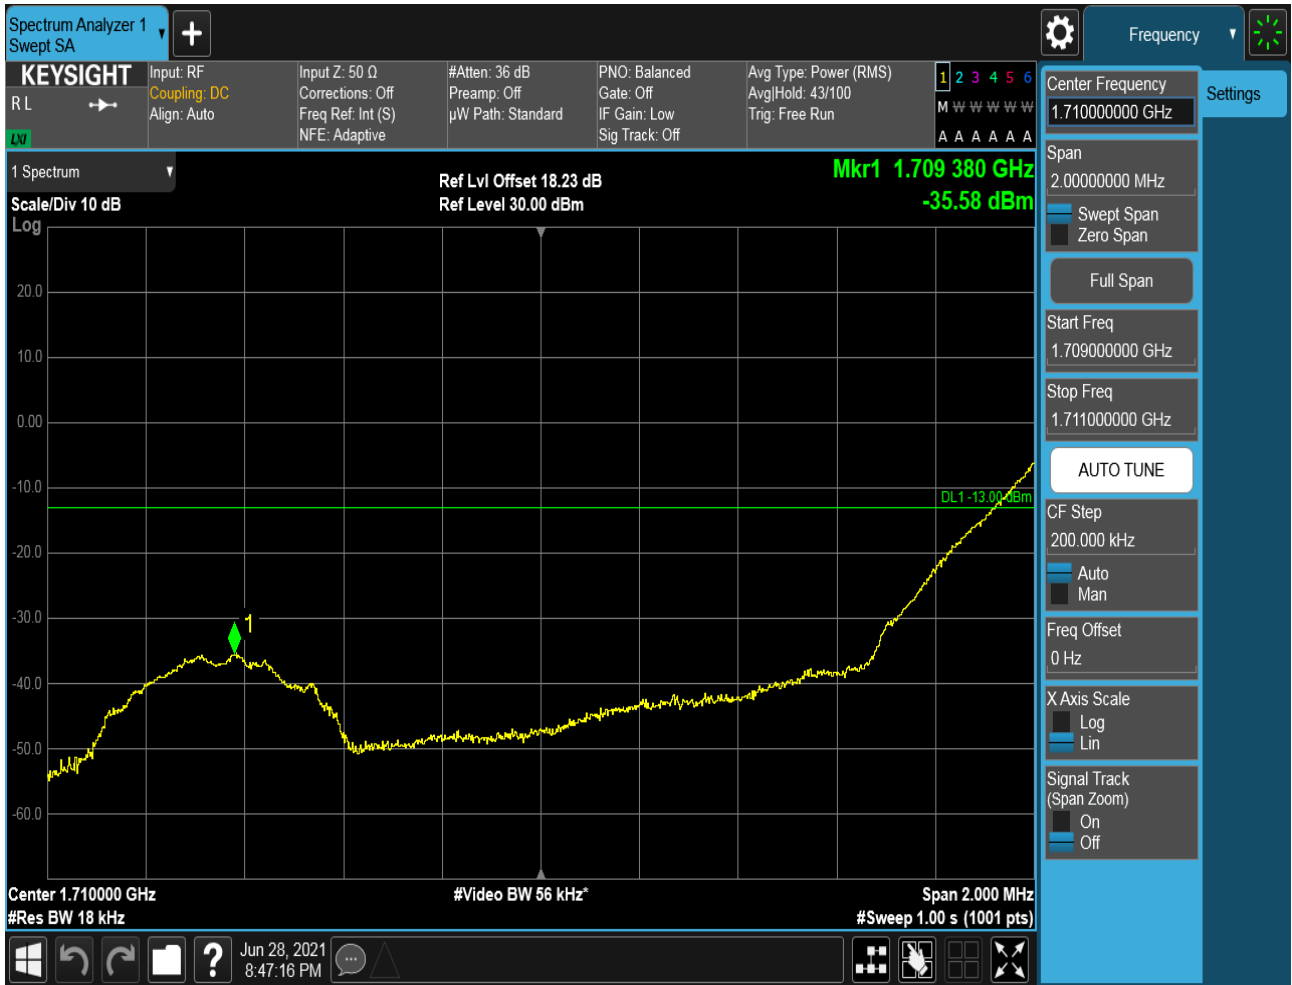 Spectrum Analyzer 1
Swept SA
Frequency
KEYSIGHT
R L
LXI
Input: RF
Coupling: DC
Align: Auto
Input Z: 50 Ω
Corrections: Off
Freq Ref: Int (S)
NFE: Adaptive
#Atten: 36 dB
Preamp: Off
µW Path: Standard
PNO: Balanced
Gate: Off
IF Gain: Low
Sig Track: Off
Avg Type: Power (RMS)
Avg|Hold: 43/100
Trig: Free Run
1 2 3 4 5 6
M W W W W W
A A A A A A
1 Spectrum
Scale/Div 10 dB
Log
Ref Lvl Offset 18.23 dB
Ref Level 30.00 dBm
Mkr1 1.709 380 GHz
-35.58 dBm
20.0
10.0
0.00
-10.0
-20.0
-30.0
-40.0
-50.0
-60.0
DL1 -13.00 dBm
1
Center 1.710000 GHz
#Res BW 18 kHz
#Video BW 56 kHz*
Span 2.000 MHz
#Sweep 1.00 s (1001 pts)
?
Jun 28, 2021
8:47:16 PM
Center Frequency
1.710000000 GHz
Settings
Span
2.00000000 MHz
Swept Span
Zero Span
Full Span
Start Freq
1.709000000 GHz
Stop Freq
1.711000000 GHz
AUTO TUNE
CF Step
200.000 kHz
Auto
Man
Freq Offset
0 Hz
X Axis Scale
Log
Lin
Signal Track
(Span Zoom)
On
Off